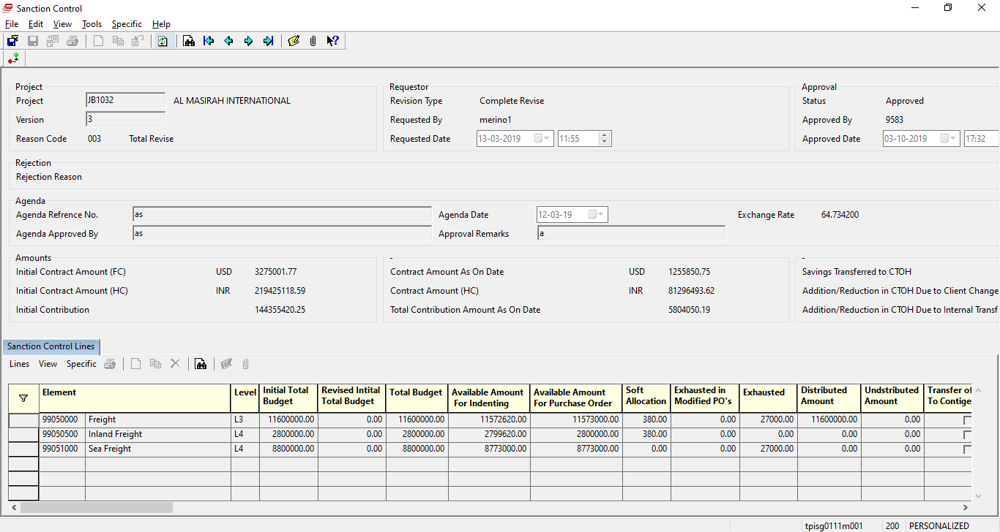 Sanction Control
File Edit View Tools Specific Help
Project Requestor Approval
Project JB1032 AL MASIRAH INTERNATIONAL Revision Type Complete Revise Status Approved
Version 3 Requested By merino1 Approved By 9583
Reason Code 003 Total Revise Requested Date 13-03-2019 11:55 Approved Date 03-10-2019 17:32
Rejection
Rejection Reason
Agenda
Agenda Refrence No. as Agenda Date 12-03-19 Exchange Rate 64.734200
Agenda Approved By as Approval Remarks a
Amounts - -
Initial Contract Amount (FC) USD 3275001.77 Contract Amount As On Date USD 1255850.75 Savings Transferred to CTOH
Initial Contract Amount (HC) INR 219425118.59 Contract Amount (HC) INR 81296493.62 Addition/Reduction in CTOH Due to Client Change
Initial Contribution 144355420.25 Total Contribution Amount As On Date 5804050.19 Addition/Reduction in CTOH Due to Internal Transf
Sanction Control Lines
Lines View Specific
Element Level Initial Total Budget Revised Intital Total Budget Total Budget Available Amount For Indenting Available Amount For Purchase Order Soft Allocation Exhausted in Modified PO's Exhausted Distributed Amount Undstributed Amount Transfer of To Contige
99050000 Freight L3 11600000.00 0.00 11600000.00 11572620.00 11573000.00 380.00 0.00 27000.00 11600000.00 0.00
99050500 Inland Freight L4 2800000.00 0.00 2800000.00 2799620.00 2800000.00 380.00 0.00 0.00 0.00 0.00
99051000 Sea Freight L4 8800000.00 0.00 8800000.00 8773000.00 8773000.00 0.00 0.00 27000.00 0.00 0.00
tpisg0111m001 200 PERSONALIZED